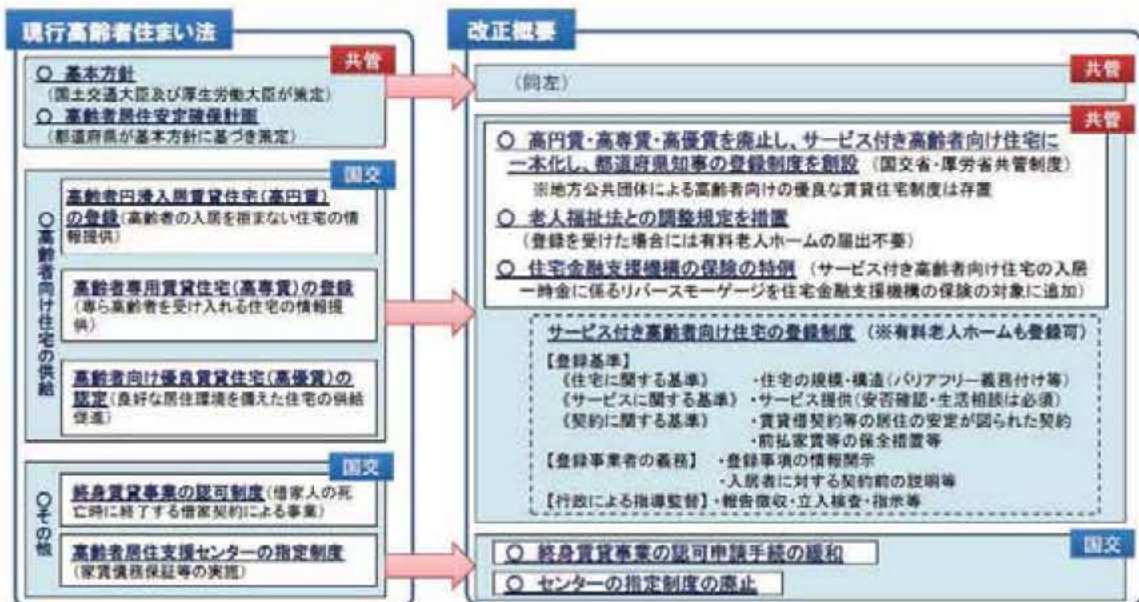 現行高齢者住まい法
共管
○ 基本方針
(国土交通大臣及び厚生労働大臣が策定)
○ 高齢者居住安定確保計画
(都道府県が基本方針に基づき策定)
国交
○高齢者向け住宅の供給
高齢者円滑入居賃貸住宅(高円賃)
の登録(高齢者の入居を拒まない住宅の情
報提供)
高齢者専用賃貸住宅(高専賃)の登録
(専ら高齢者を受け入れる住宅の情報提
供)
高齢者向け優良賃貸住宅(高優賃)の
認定(良好な居住環境を備えた住宅の供給
促進)
国交
○その他
終身賃貸事業の認可制度(借家人の死
亡時に終了する借家契約による事業)
高齢者居住支援センターの指定制度
(家賃債務保証等の実施)
改正概要
共管
(同左)
共管
○ 高円賃・高専賃・高優賃を廃止し、サービス付き高齢者向け住宅に
一本化し、都道府県知事の登録制度を創設 (国交省・厚労省共管制度)
※地方公共団体による高齢者向けの優良な賃貸住宅制度は存置
○ 老人福祉法との調整規定を措置
(登録を受けた場合には有料老人ホームの届出不要)
○ 住宅金融支援機構の保険の特例 (サービス付き高齢者向け住宅の入居
一時金に係るリバースモーゲージを住宅金融支援機構の保険の対象に追加)
サービス付き高齢者向け住宅の登録制度 (※有料老人ホームも登録可)
【登録基準】
《住宅に関する基準》 ・住宅の規模・構造(バリアフリー義務付け等)
《サービスに関する基準》 ・サービス提供(安否確認・生活相談は必須)
《契約に関する基準》 ・賃貸借契約等の居住の安定が図られた契約
・前払家賃等の保全措置等
【登録事業者の義務】 ・登録事項の情報開示
・入居者に対する契約前の説明等
【行政による指導監督】・報告徴収・立入検査・指示等
国交
○ 終身賃貸事業の認可申請手続の緩和
○ センターの指定制度の廃止